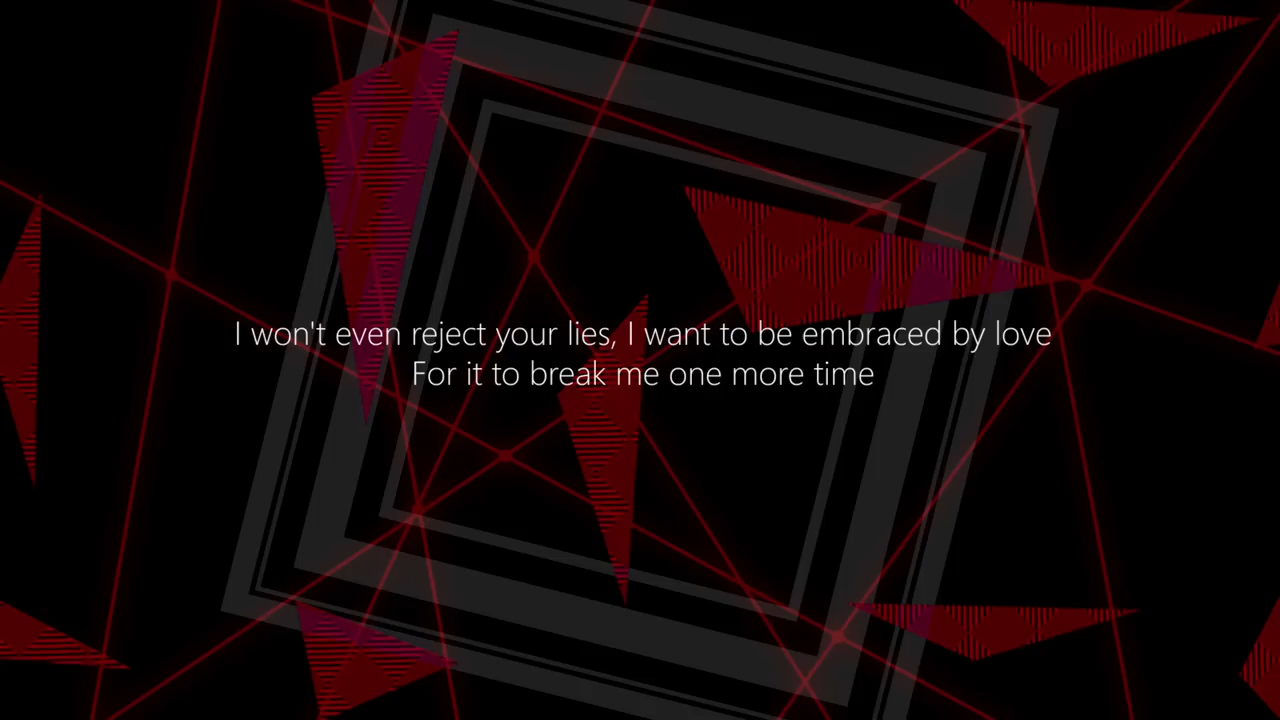 I won't even reject your lies, I want to be embraced by love
For it to break me one more time